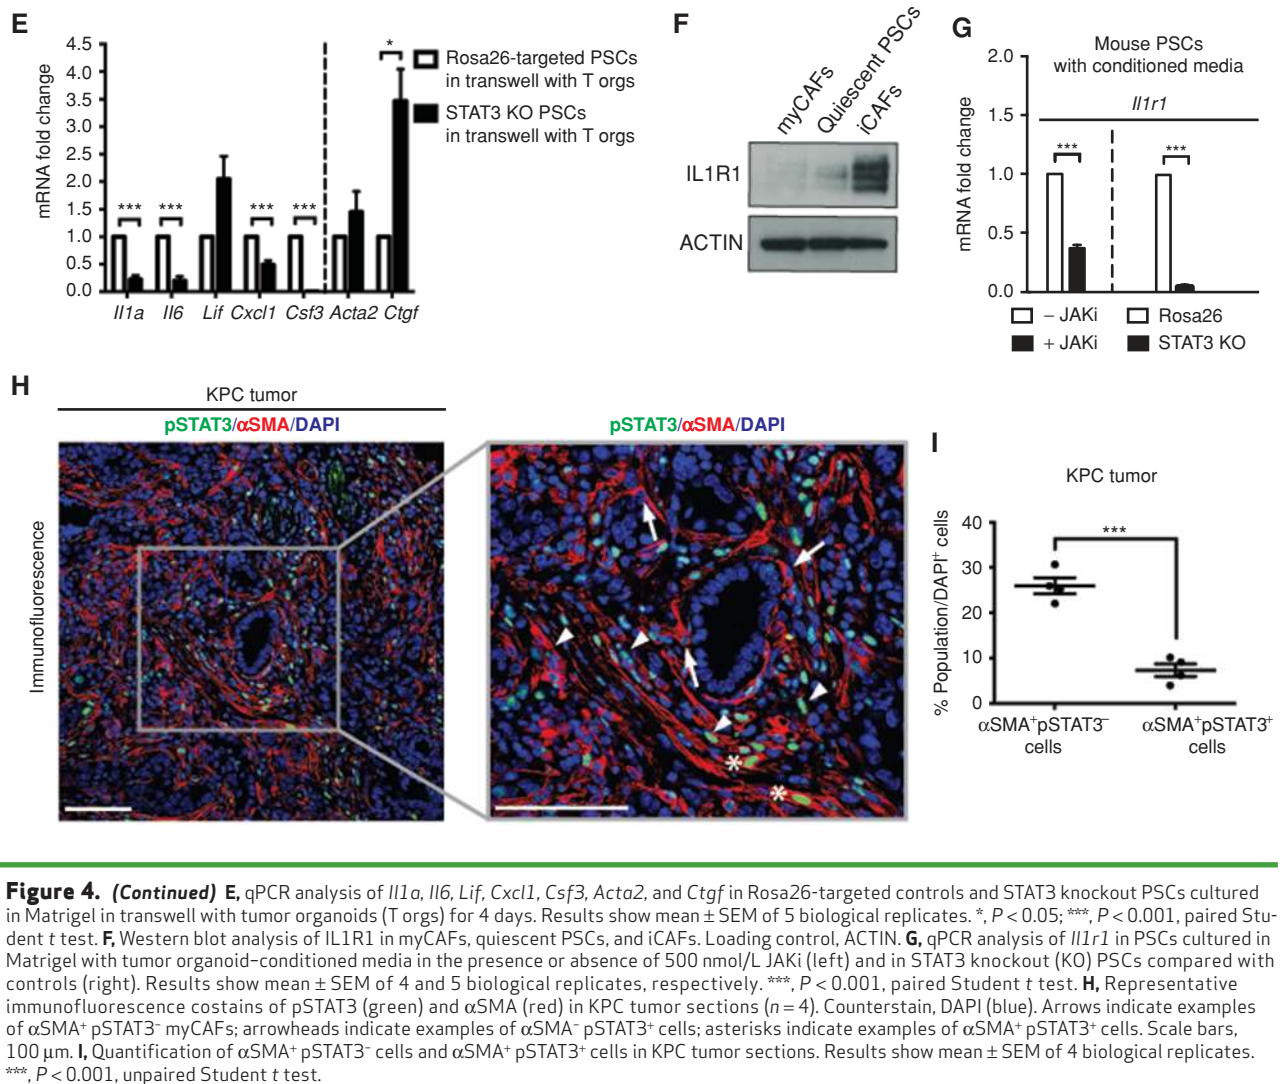 E
4.5
4.0
3.5
3.0
2.5
2.0
1.5
1.0
0.5
0.0
mRNA fold change
***
***
***
***
*
Il1a Il6 Lif Cxcl1 Csf3 Acta2 Ctgf
Rosa26-targeted PSCs
in transwell with T orgs
STAT3 KO PSCs
in transwell with T orgs
F
myCAFs
Quiescent PSCs
iCAFs
IL1R1
ACTIN
G
Mouse PSCs
with conditioned media
Il1r1
2.0
1.5
1.0
0.5
0.0
mRNA fold change
***
***
– JAKi
+ JAKi
Rosa26
STAT3 KO
H
KPC tumor
pSTAT3/αSMA/DAPI
pSTAT3/αSMA/DAPI
Immunofluorescence
*
*
I
KPC tumor
40
30
20
10
0
% Population/DAPI⁺ cells
***
αSMA⁺pSTAT3⁻
cells
αSMA⁺pSTAT3⁺
cells
Figure 4. (Continued) E, qPCR analysis of Il1a, Il6, Lif, Cxcl1, Csf3, Acta2, and Ctgf in Rosa26-targeted controls and STAT3 knockout PSCs cultured
in Matrigel in transwell with tumor organoids (T orgs) for 4 days. Results show mean ± SEM of 5 biological replicates. *, P < 0.05; ***, P < 0.001, paired Stu-
dent t test. F, Western blot analysis of IL1R1 in myCAFs, quiescent PSCs, and iCAFs. Loading control, ACTIN. G, qPCR analysis of Il1r1 in PSCs cultured in
Matrigel with tumor organoid–conditioned media in the presence or absence of 500 nmol/L JAKi (left) and in STAT3 knockout (KO) PSCs compared with
controls (right). Results show mean ± SEM of 4 and 5 biological replicates, respectively. ***, P < 0.001, paired Student t test. H, Representative
immunofluorescence costains of pSTAT3 (green) and αSMA (red) in KPC tumor sections (n = 4). Counterstain, DAPI (blue). Arrows indicate examples
of αSMA⁺ pSTAT3⁻ myCAFs; arrowheads indicate examples of αSMA⁻ pSTAT3⁺ cells; asterisks indicate examples of αSMA⁺ pSTAT3⁺ cells. Scale bars,
100 μm. I, Quantification of αSMA⁺ pSTAT3⁻ cells and αSMA⁺ pSTAT3⁺ cells in KPC tumor sections. Results show mean ± SEM of 4 biological replicates.
***, P < 0.001, unpaired Student t test.